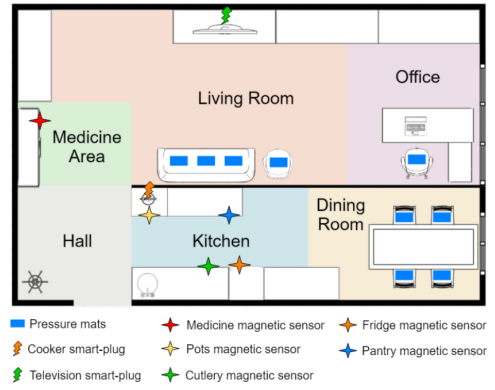 Office
Living Room
Medicine
Area
Dining
Room
Hall
Kitchen
Pressure mats
Medicine magnetic sensor
Fridge magnetic sensor
Cooker smart-plug
Pots magnetic sensor
Pantry magnetic sensor
Television smart-plug
Cutlery magnetic sensor